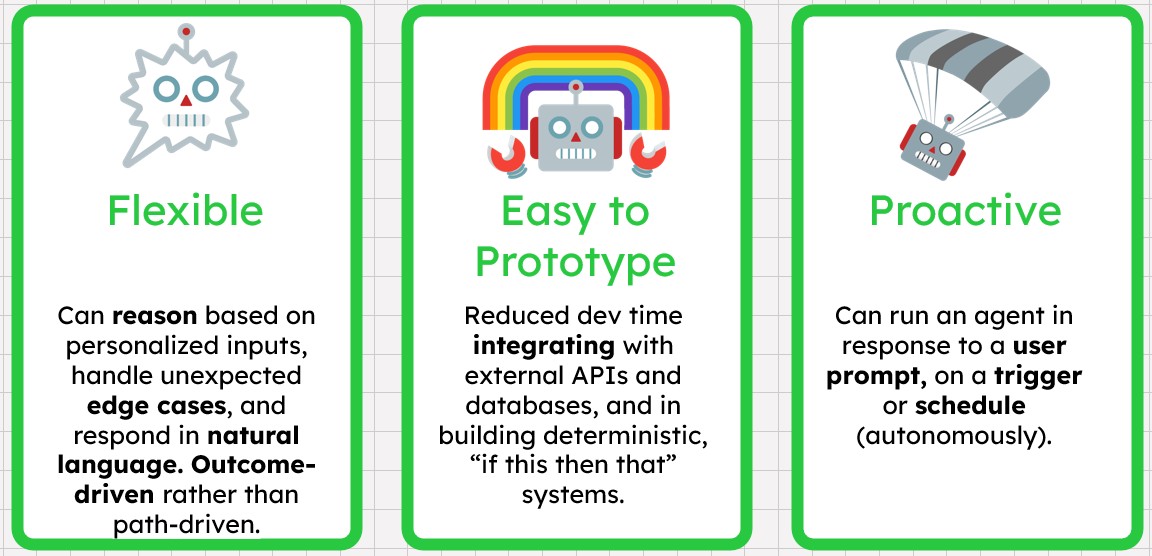 Flexible
Can reason based on
personalized inputs,
handle unexpected
edge cases, and
respond in natural
language. Outcome-
driven rather than
path-driven.
Easy to
Prototype
Reduced dev time
integrating with
external APIs and
databases, and in
building deterministic,
“if this then that”
systems.
Proactive
Can run an agent in
response to a user
prompt, on a trigger
or schedule
(autonomously).